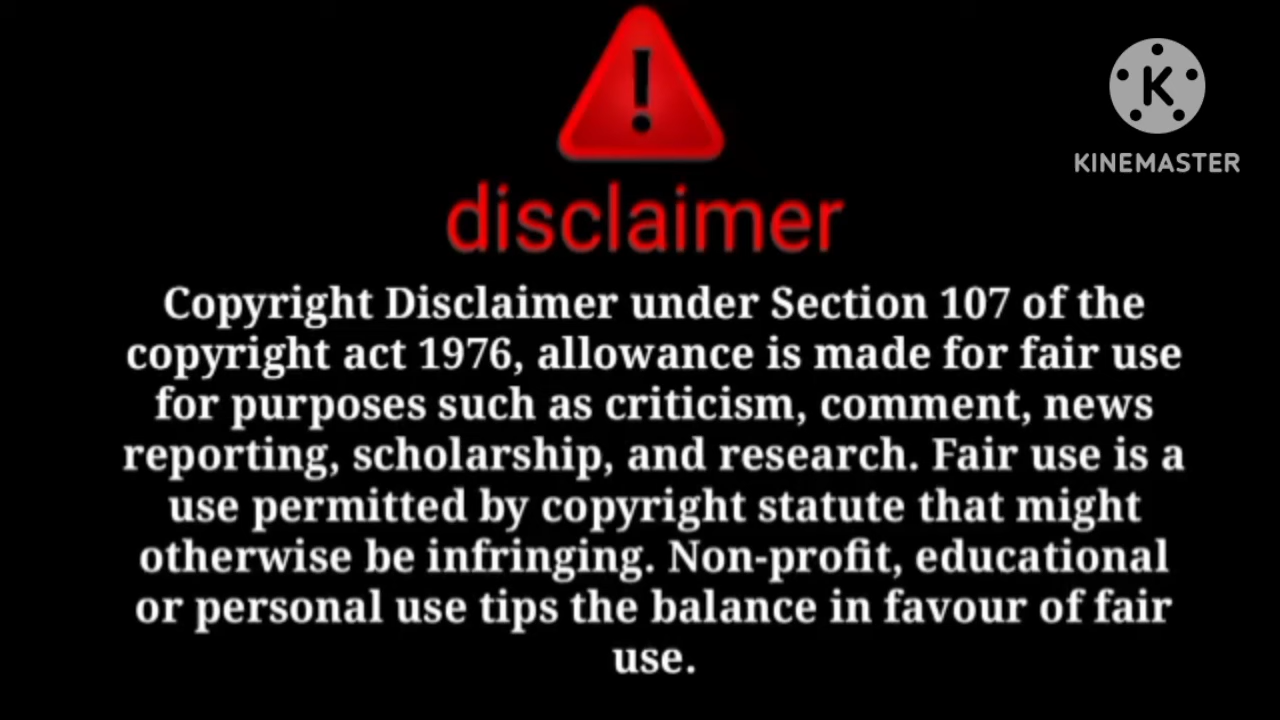 !
K
KINEMASTER
disclaimer
Copyright Disclaimer under Section 107 of the
copyright act 1976, allowance is made for fair use
for purposes such as criticism, comment, news
reporting, scholarship, and research. Fair use is a
use permitted by copyright statute that might
otherwise be infringing. Non-profit, educational
or personal use tips the balance in favour of fair
use.